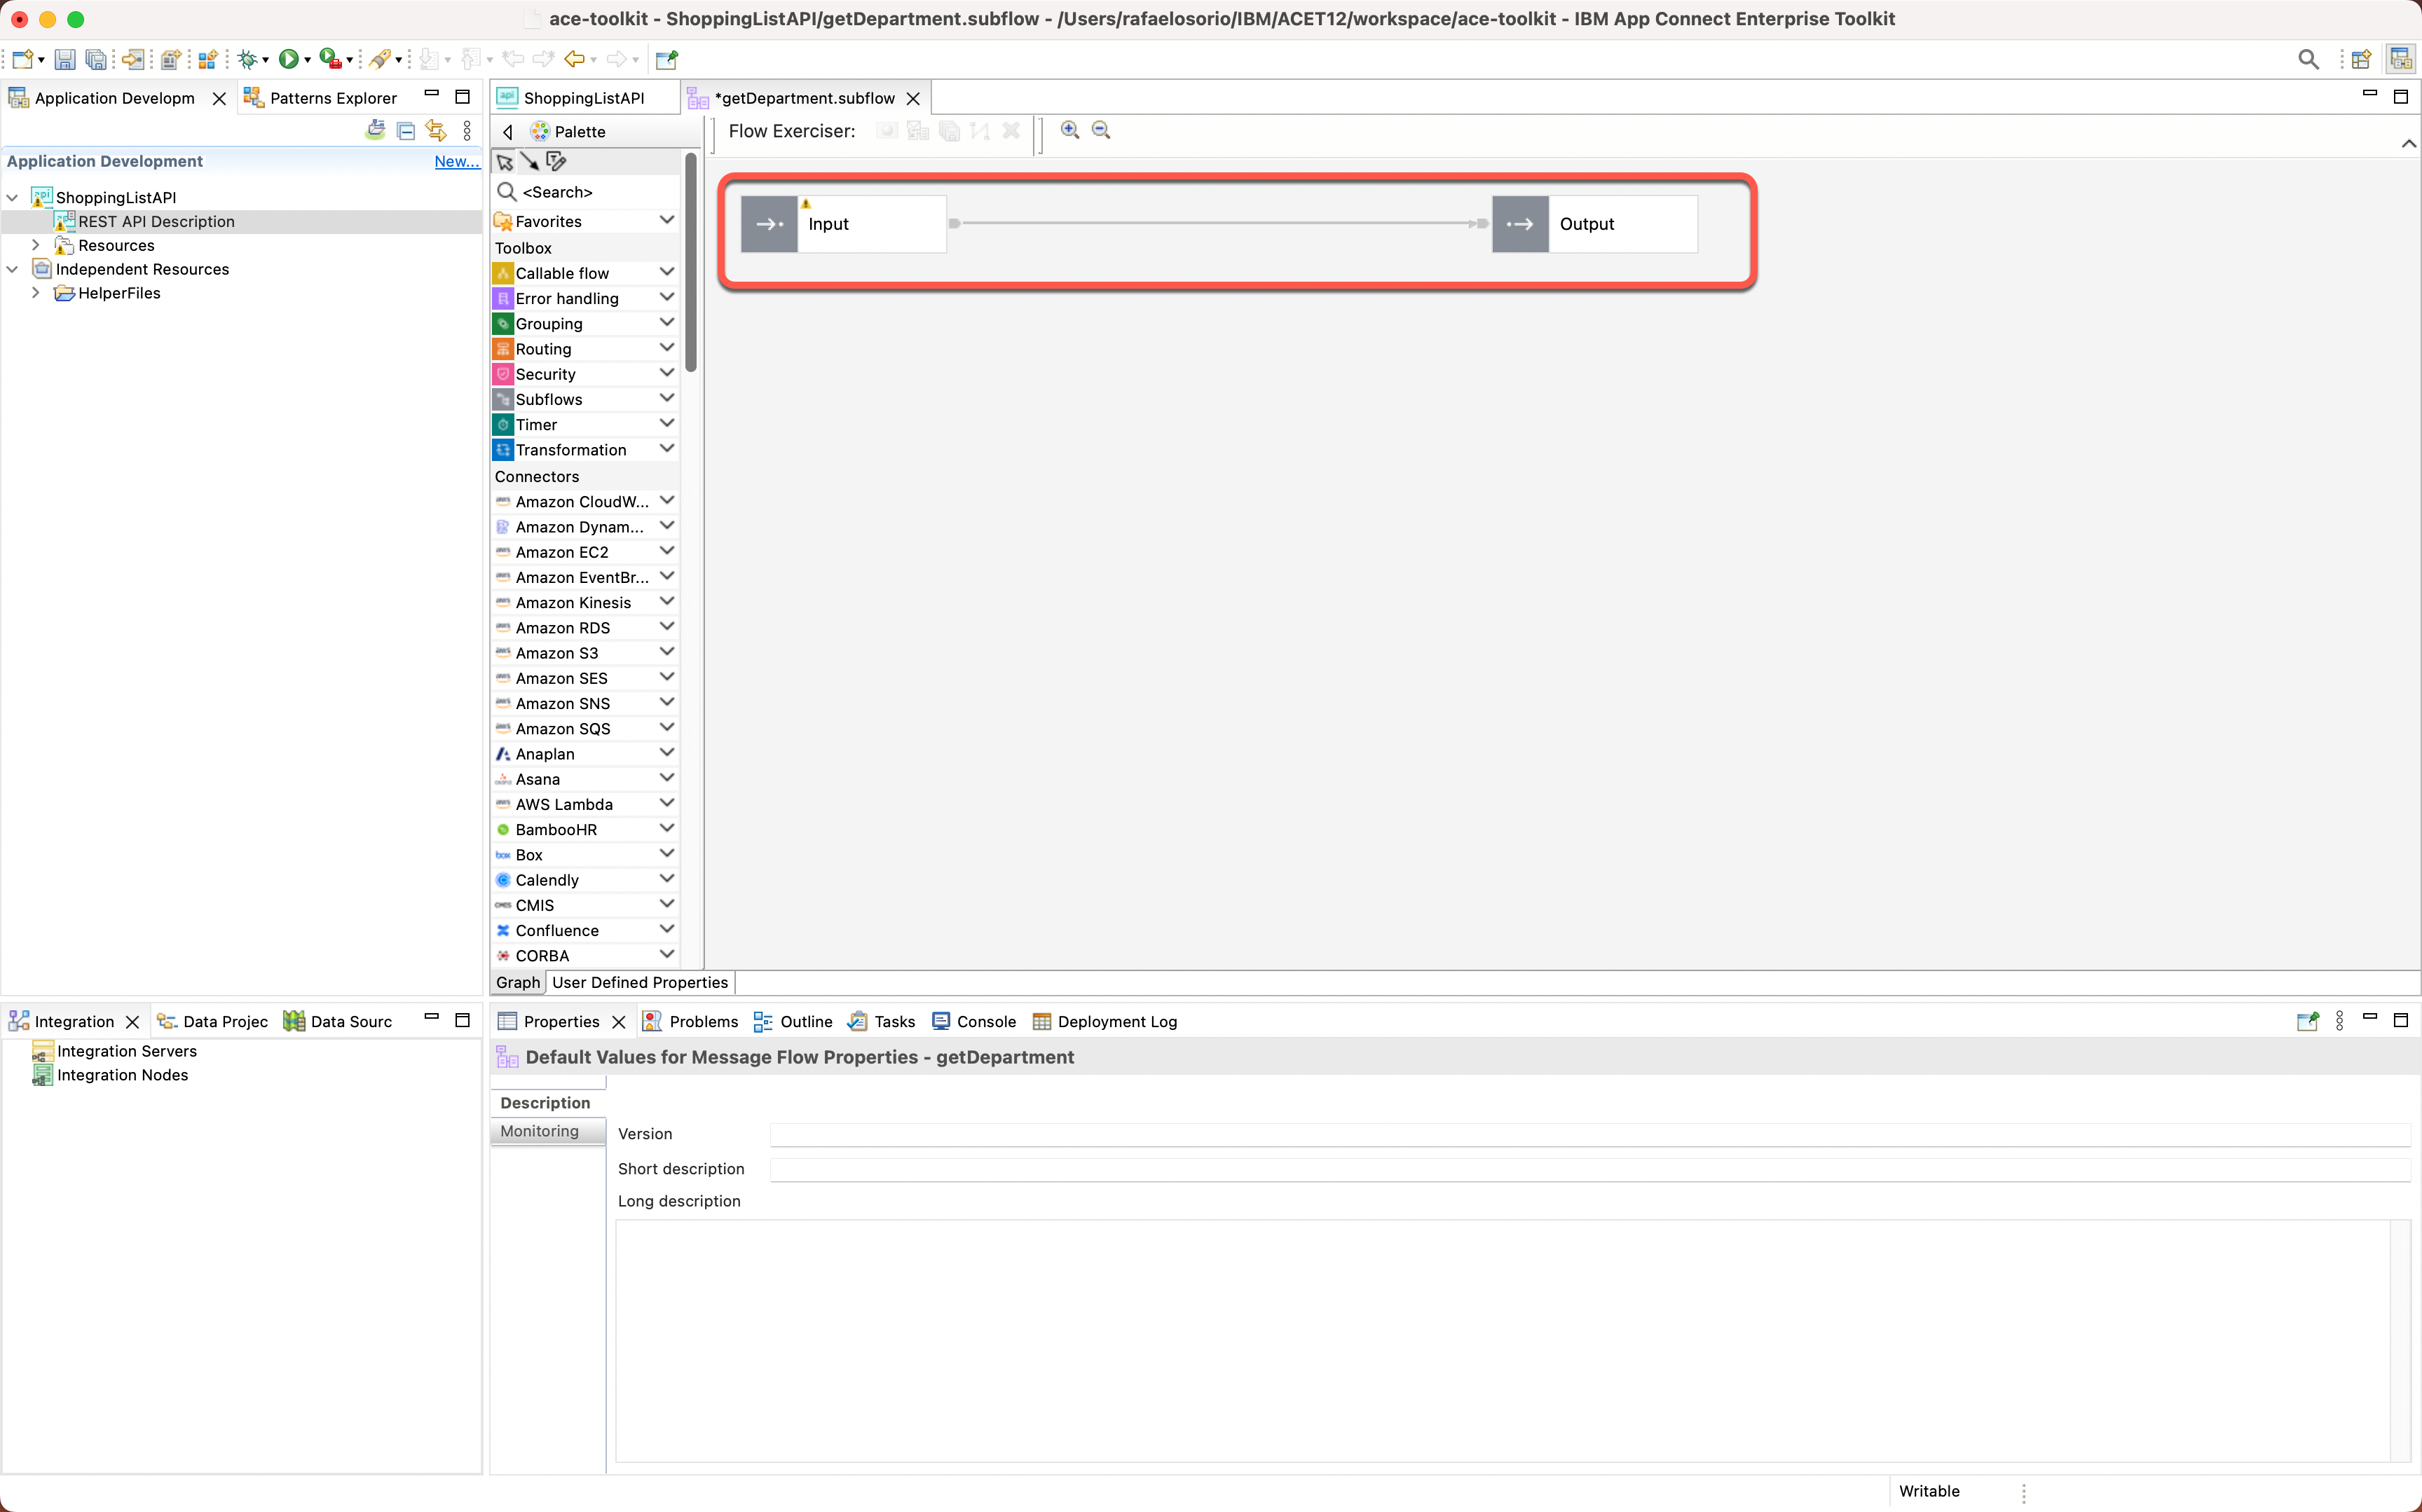 ace-toolkit - ShoppingListAPI/getDepartment.subflow - /Users/rafaelosorio/IBM/ACET12/workspace/ace-toolkit - IBM App Connect Enterprise Toolkit
Application Developm
Patterns Explorer
Application Development
New...
ShoppingListAPI
REST API Description
Resources
Independent Resources
HelperFiles
ShoppingListAPI
*getDepartment.subflow
Palette
Flow Exerciser:
<Search>
Favorites
Toolbox
Callable flow
Error handling
Grouping
Routing
Security
Subflows
Timer
Transformation
Connectors
Amazon CloudW...
Amazon Dynam...
Amazon EC2
Amazon EventBr...
Amazon Kinesis
Amazon RDS
Amazon S3
Amazon SES
Amazon SNS
Amazon SQS
Anaplan
Asana
AWS Lambda
BambooHR
Box
Calendly
CMIS
Confluence
CORBA
Input
Output
Graph
User Defined Properties
Integration
Data Projec
Data Sourc
Integration Servers
Integration Nodes
Properties
Problems
Outline
Tasks
Console
Deployment Log
Default Values for Message Flow Properties - getDepartment
Description
Monitoring
Version
Short description
Long description
Writable